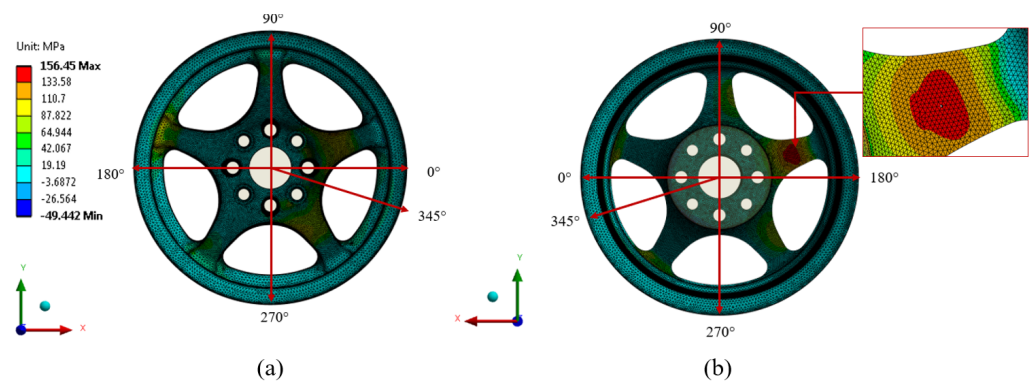 Unit: MPa
156.45 Max
133.58
110.7
87.822
64.944
42.067
19.19
-3.6872
-26.564
-49.442 Min
90°
180°
0°
345°
270°
Y
X
(a)
90°
0°
180°
345°
270°
Y
X
(b)